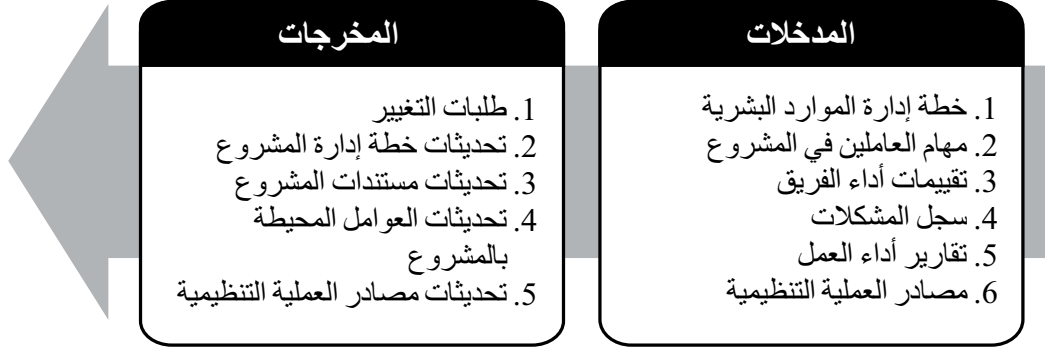 المدخلات
1. خطة إدارة الموارد البشرية
2. مهام العاملين في المشروع
3. تقييمات أداء الفريق
4. سجل المشكلات
5. تقارير أداء العمل
6. مصادر العملية التنظيمية
المخرجات
1. طلبات التغيير
2. تحديثات خطة إدارة المشروع
3. تحديثات مستندات المشروع
4. تحديثات العوامل المحيطة
بالمشروع
5. تحديثات مصادر العملية التنظيمية